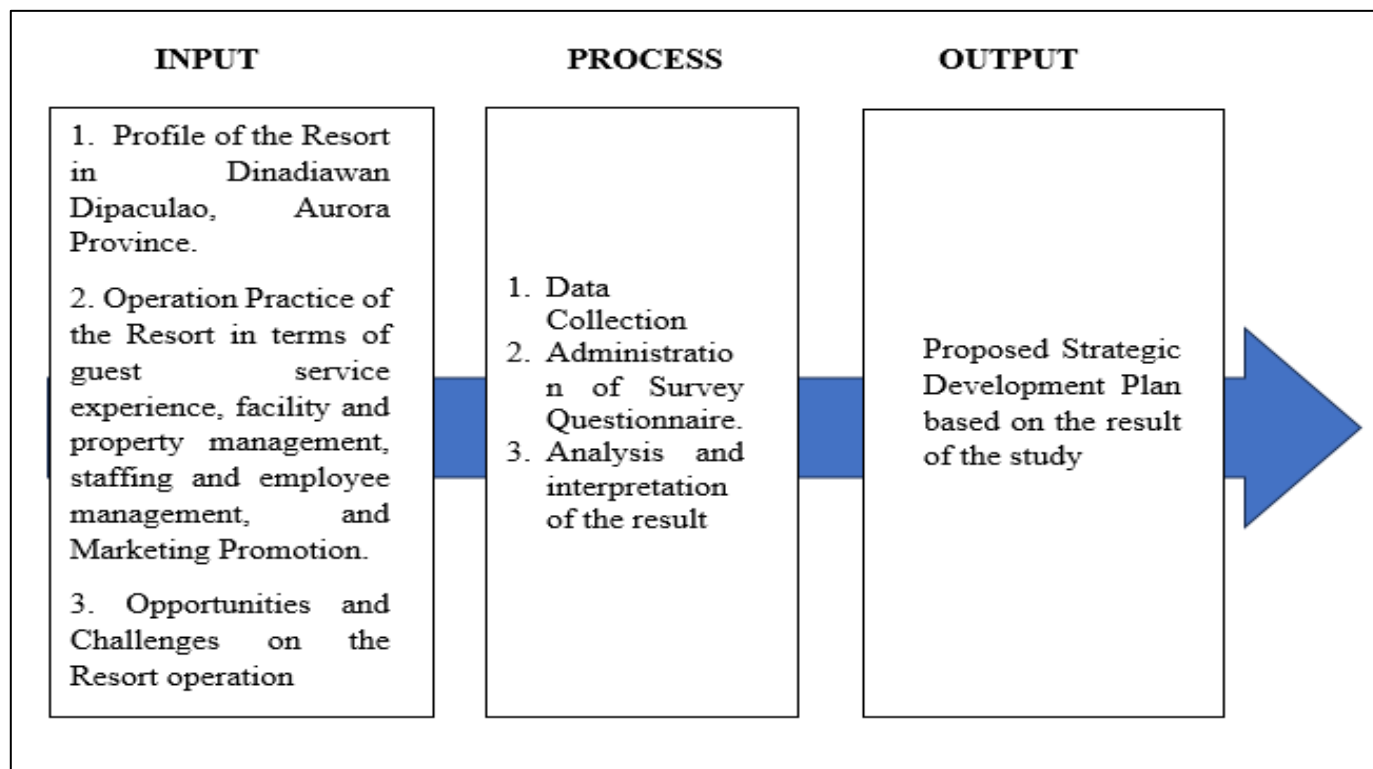 INPUT
1. Profile of the Resort
in Dinadiawan
Dipaculao, Aurora
Province.
2. Operation Practice of
the Resort in terms of
guest service
experience, facility and
property management,
staffing and employee
management, and
Marketing Promotion.
3. Opportunities and
Challenges on the
Resort operation
PROCESS
1. Data
Collection
2. Administratio
n of Survey
Questionnaire.
3. Analysis and
interpretation
of the result
OUTPUT
Proposed Strategic
Development Plan
based on the result
of the study